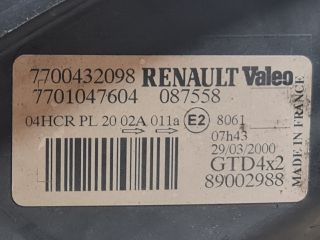 7700432098 RENAULT Valeo
7701047604 087558
04HCR PL 20 02A 011a E2 8061
07h43
29/03/2000
GTD4x2
89002988
MADE IN FRANCE